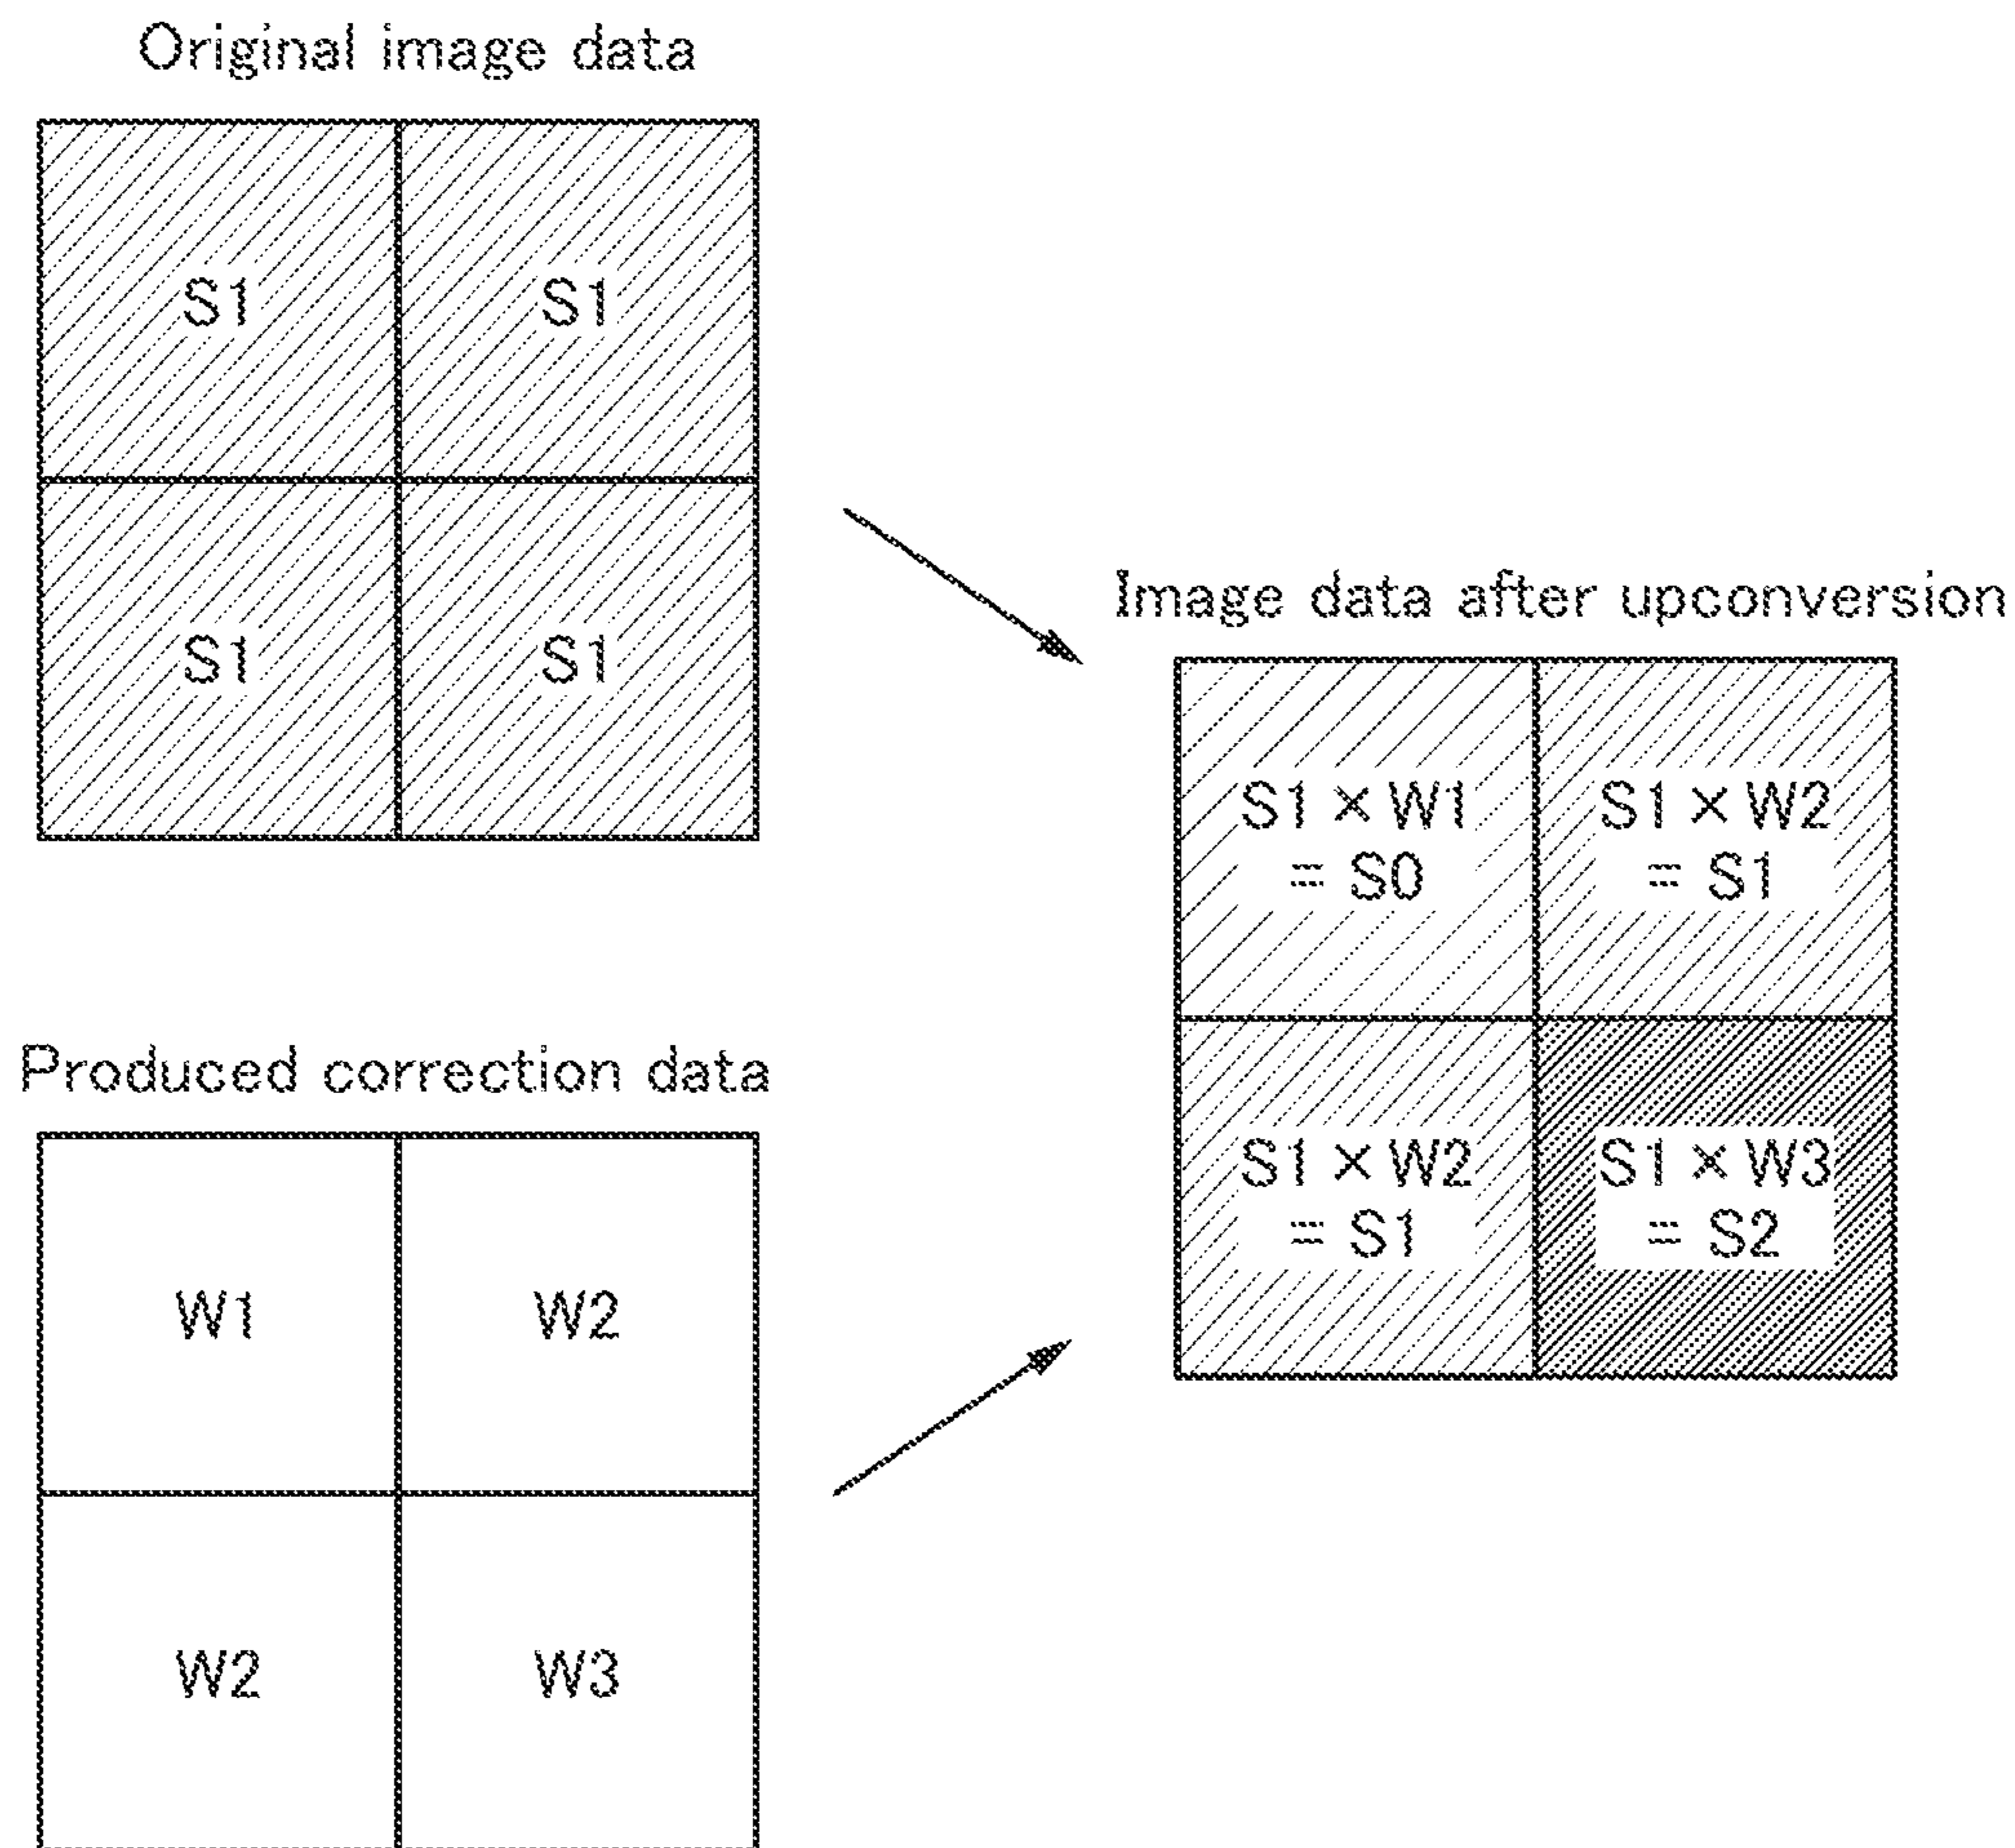 Original image data
S1 S1
S1 S1
Image data after upconversion
S1 × W1 S1 × W2
= S0 = S1
S1 × W2 S1 × W3
= S1 = S2
Produced correction data
W1 W2
W2 W3